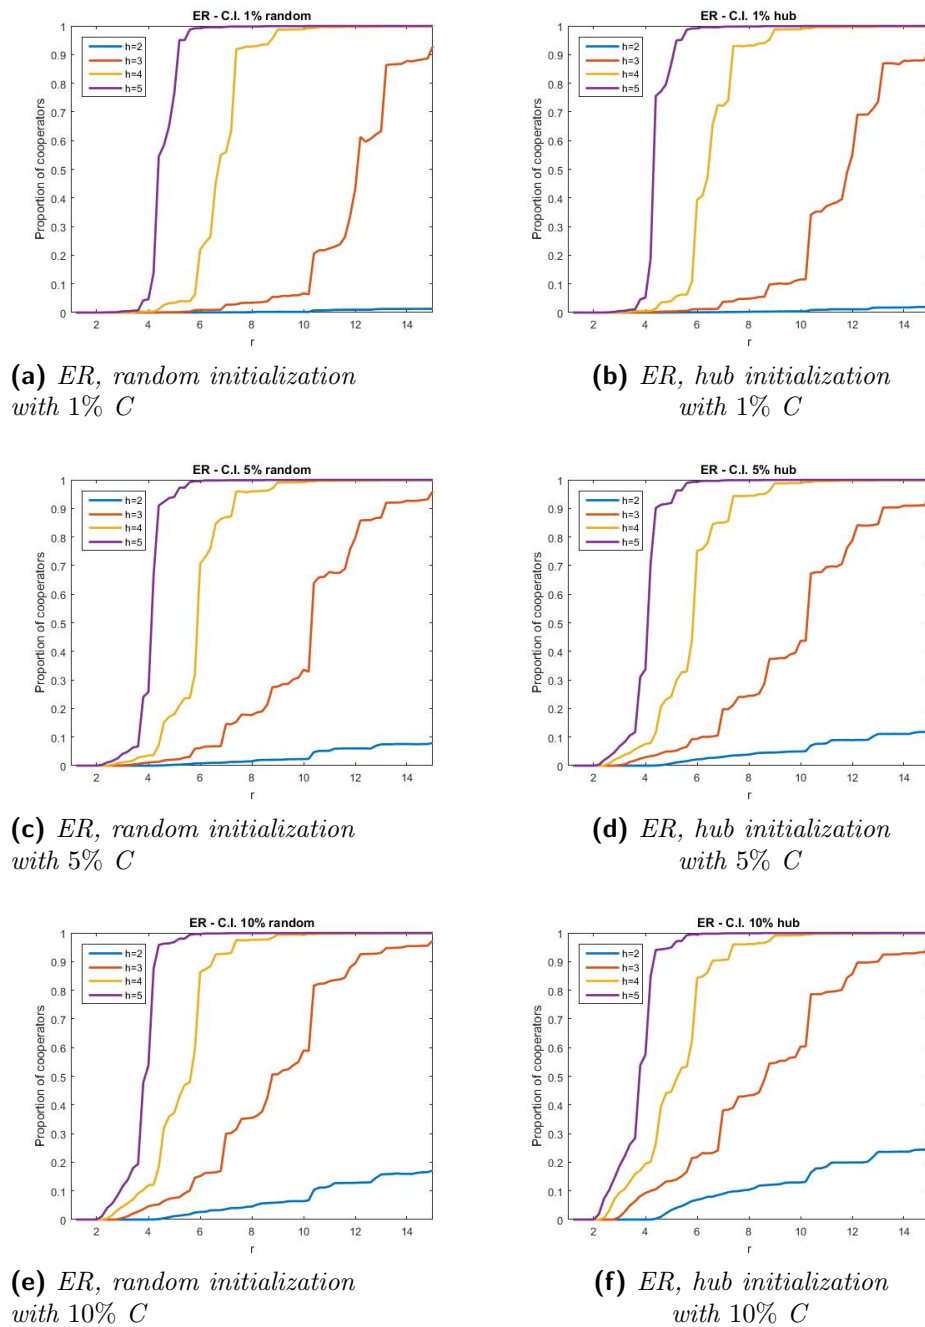 ER - C.I. 1% random
1
0.9
0.8
0.7
0.6
0.5
0.4
0.3
0.2
0.1
0
Proportion of cooperators
h=2
h=3
h=4
h=5
2 4 6 8 10 12 14
r
(a) ER, random initialization
with 1% C
ER - C.I. 1% hub
1
0.9
0.8
0.7
0.6
0.5
0.4
0.3
0.2
0.1
0
Proportion of cooperators
h=2
h=3
h=4
h=5
2 4 6 8 10 12 14
r
(b) ER, hub initialization
with 1% C
ER - C.I. 5% random
1
0.9
0.8
0.7
0.6
0.5
0.4
0.3
0.2
0.1
0
Proportion of cooperators
h=2
h=3
h=4
h=5
2 4 6 8 10 12 14
r
(c) ER, random initialization
with 5% C
ER - C.I. 5% hub
1
0.9
0.8
0.7
0.6
0.5
0.4
0.3
0.2
0.1
0
Proportion of cooperators
h=2
h=3
h=4
h=5
2 4 6 8 10 12 14
r
(d) ER, hub initialization
with 5% C
ER - C.I. 10% random
1
0.9
0.8
0.7
0.6
0.5
0.4
0.3
0.2
0.1
0
Proportion of cooperators
h=2
h=3
h=4
h=5
2 4 6 8 10 12 14
r
(e) ER, random initialization
with 10% C
ER - C.I. 10% hub
1
0.9
0.8
0.7
0.6
0.5
0.4
0.3
0.2
0.1
0
Proportion of cooperators
h=2
h=3
h=4
h=5
2 4 6 8 10 12 14
r
(f) ER, hub initialization
with 10% C